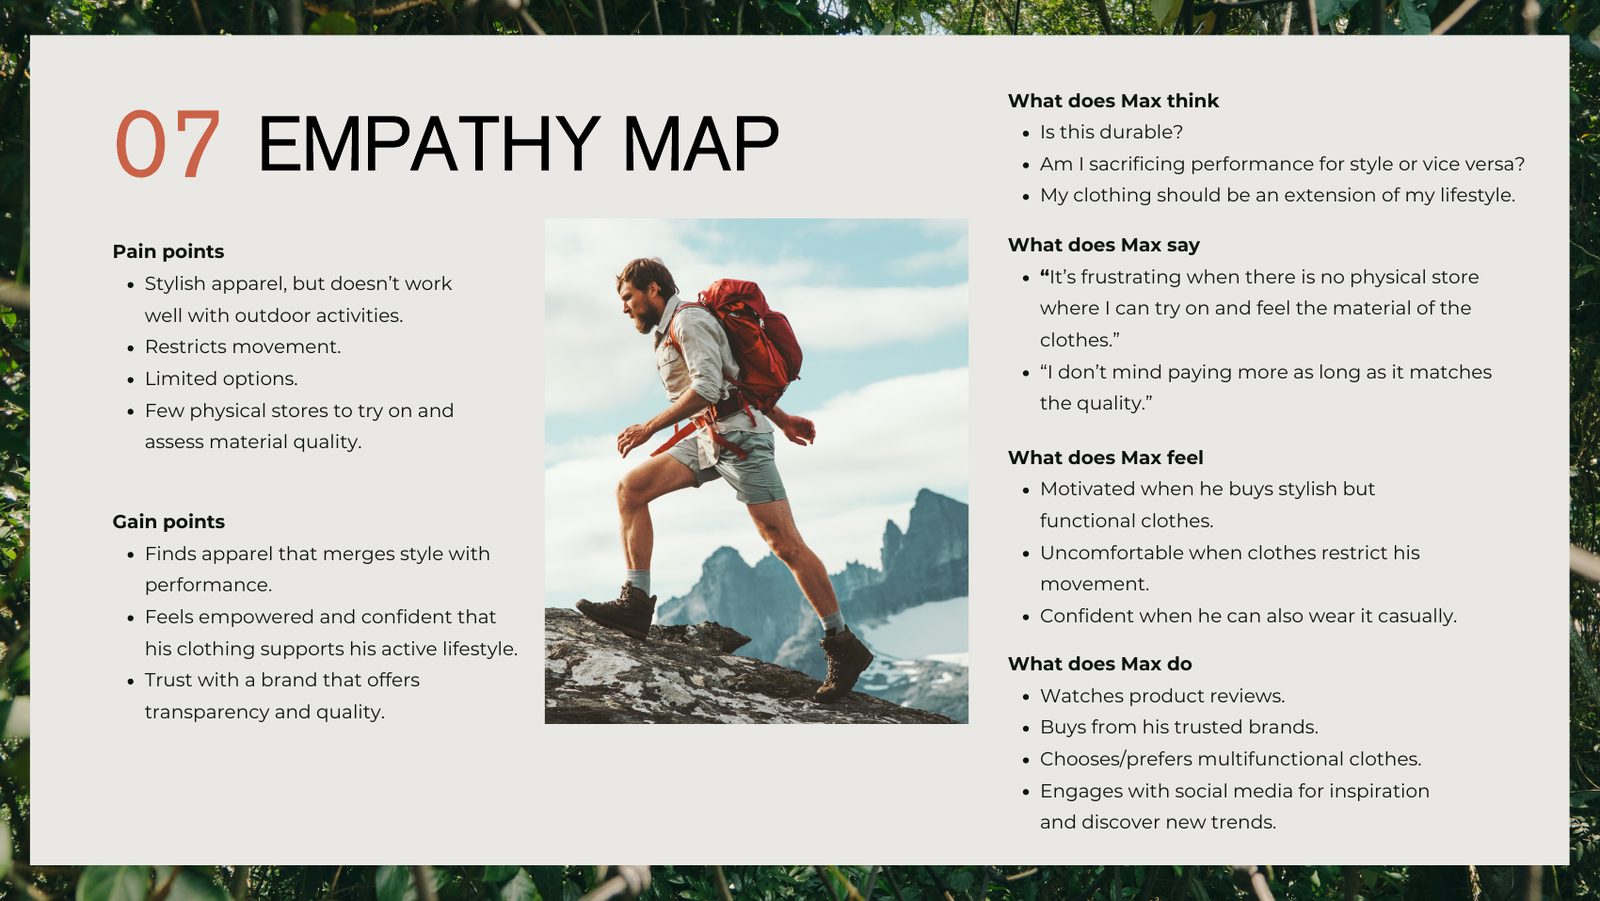 07 EMPATHY MAP
Pain points
• Stylish apparel, but doesn’t work
well with outdoor activities.
• Restricts movement.
• Limited options.
• Few physical stores to try on and
assess material quality.
Gain points
• Finds apparel that merges style with
performance.
• Feels empowered and confident that
his clothing supports his active lifestyle.
• Trust with a brand that offers
transparency and quality.
What does Max think
• Is this durable?
• Am I sacrificing performance for style or vice versa?
• My clothing should be an extension of my lifestyle.
What does Max say
• “It’s frustrating when there is no physical store
where I can try on and feel the material of the
clothes.”
• “I don’t mind paying more as long as it matches
the quality.”
What does Max feel
• Motivated when he buys stylish but
functional clothes.
• Uncomfortable when clothes restrict his
movement.
• Confident when he can also wear it casually.
What does Max do
• Watches product reviews.
• Buys from his trusted brands.
• Chooses/prefers multifunctional clothes.
• Engages with social media for inspiration
and discover new trends.